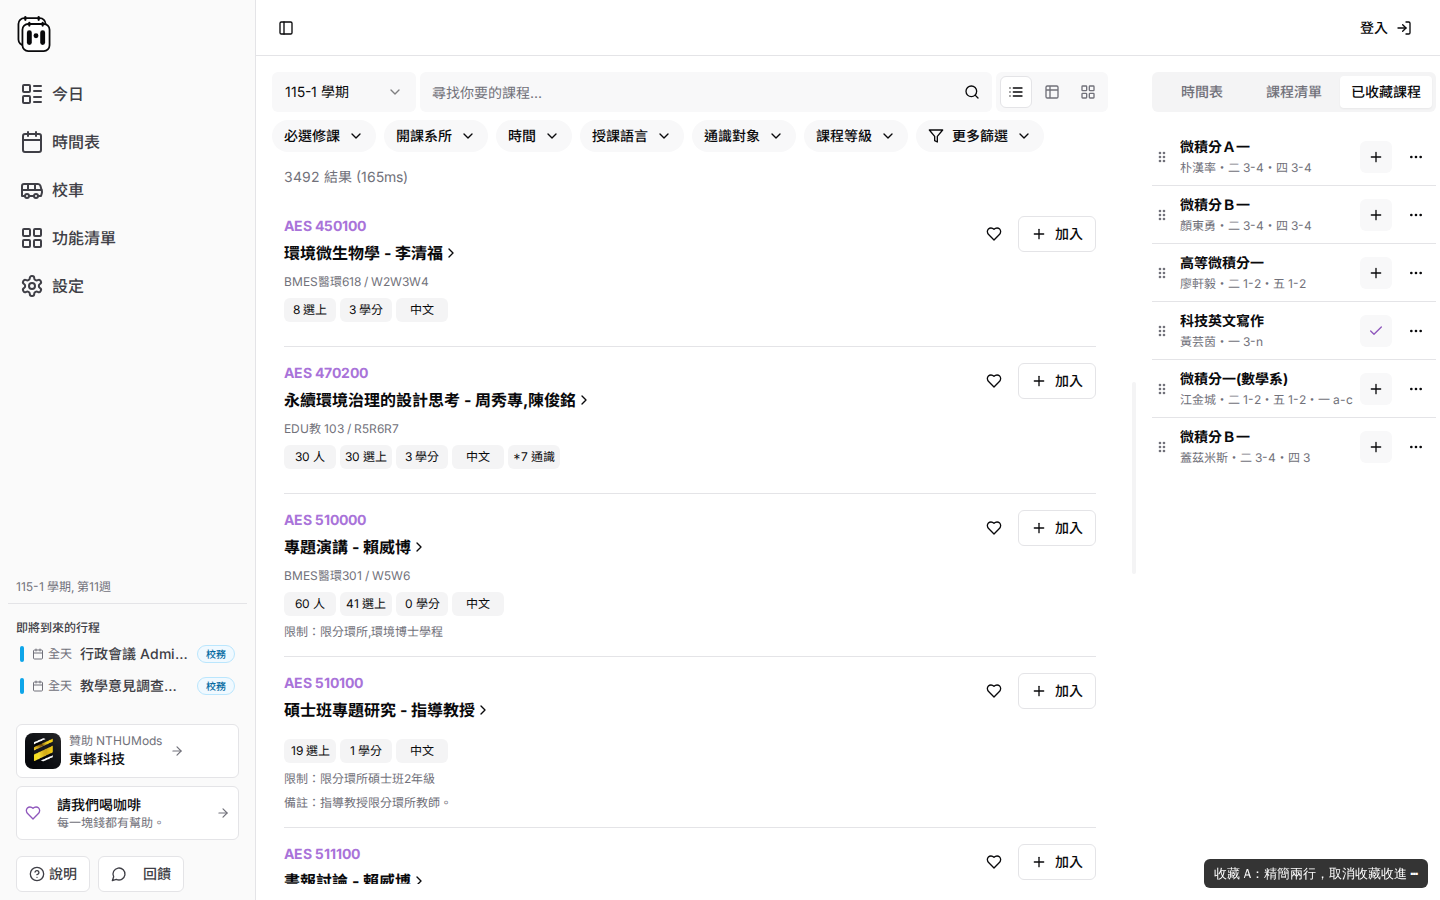 今日
時間表
校車
功能清單
設定
115-1 學期, 第11週
即將到來的行程
全天 行政會議 Admi... 校務
全天 教學意見調查... 校務
贊助 NTHUMods
東蜂科技
請我們喝咖啡
每一塊錢都有幫助。
說明 回饋
登入
115-1 學期 尋找你要的課程...
必選修課 開課系所 時間 授課語言 通識對象 課程等級 更多篩選
3492 結果 (165ms)
AES 450100
環境微生物學 - 李清福
加入
BMES醫環618 / W2W3W4
8 選上 3 學分 中文
AES 470200
永續環境治理的設計思考 - 周秀專,陳俊銘
加入
EDU教 103 / R5R6R7
30 人 30 選上 3 學分 中文 *7 通識
AES 510000
專題演講 - 賴威博
加入
BMES醫環301 / W5W6
60 人 41 選上 0 學分 中文
限制：限分環所,環境博士學程
AES 510100
碩士班專題研究 - 指導教授
加入
19 選上 1 學分 中文
限制：限分環所碩士班2年級
備註：指導教授限分環所教師。
AES 511100
書報討論 - 賴威博
加入
時間表 課程清單 已收藏課程
微積分Ａ一
朴漢率・二 3-4・四 3-4
微積分Ｂ一
顏東勇・二 3-4・四 3-4
高等微積分一
廖軒毅・二 1-2・五 1-2
科技英文寫作
黃芸茵・一 3-n
微積分一(數學系)
江金城・二 1-2・五 1-2・一 a-c
微積分Ｂ一
蓋茲米斯・二 3-4・四 3
收藏 A：精簡兩行，取消收藏收進 ⋯